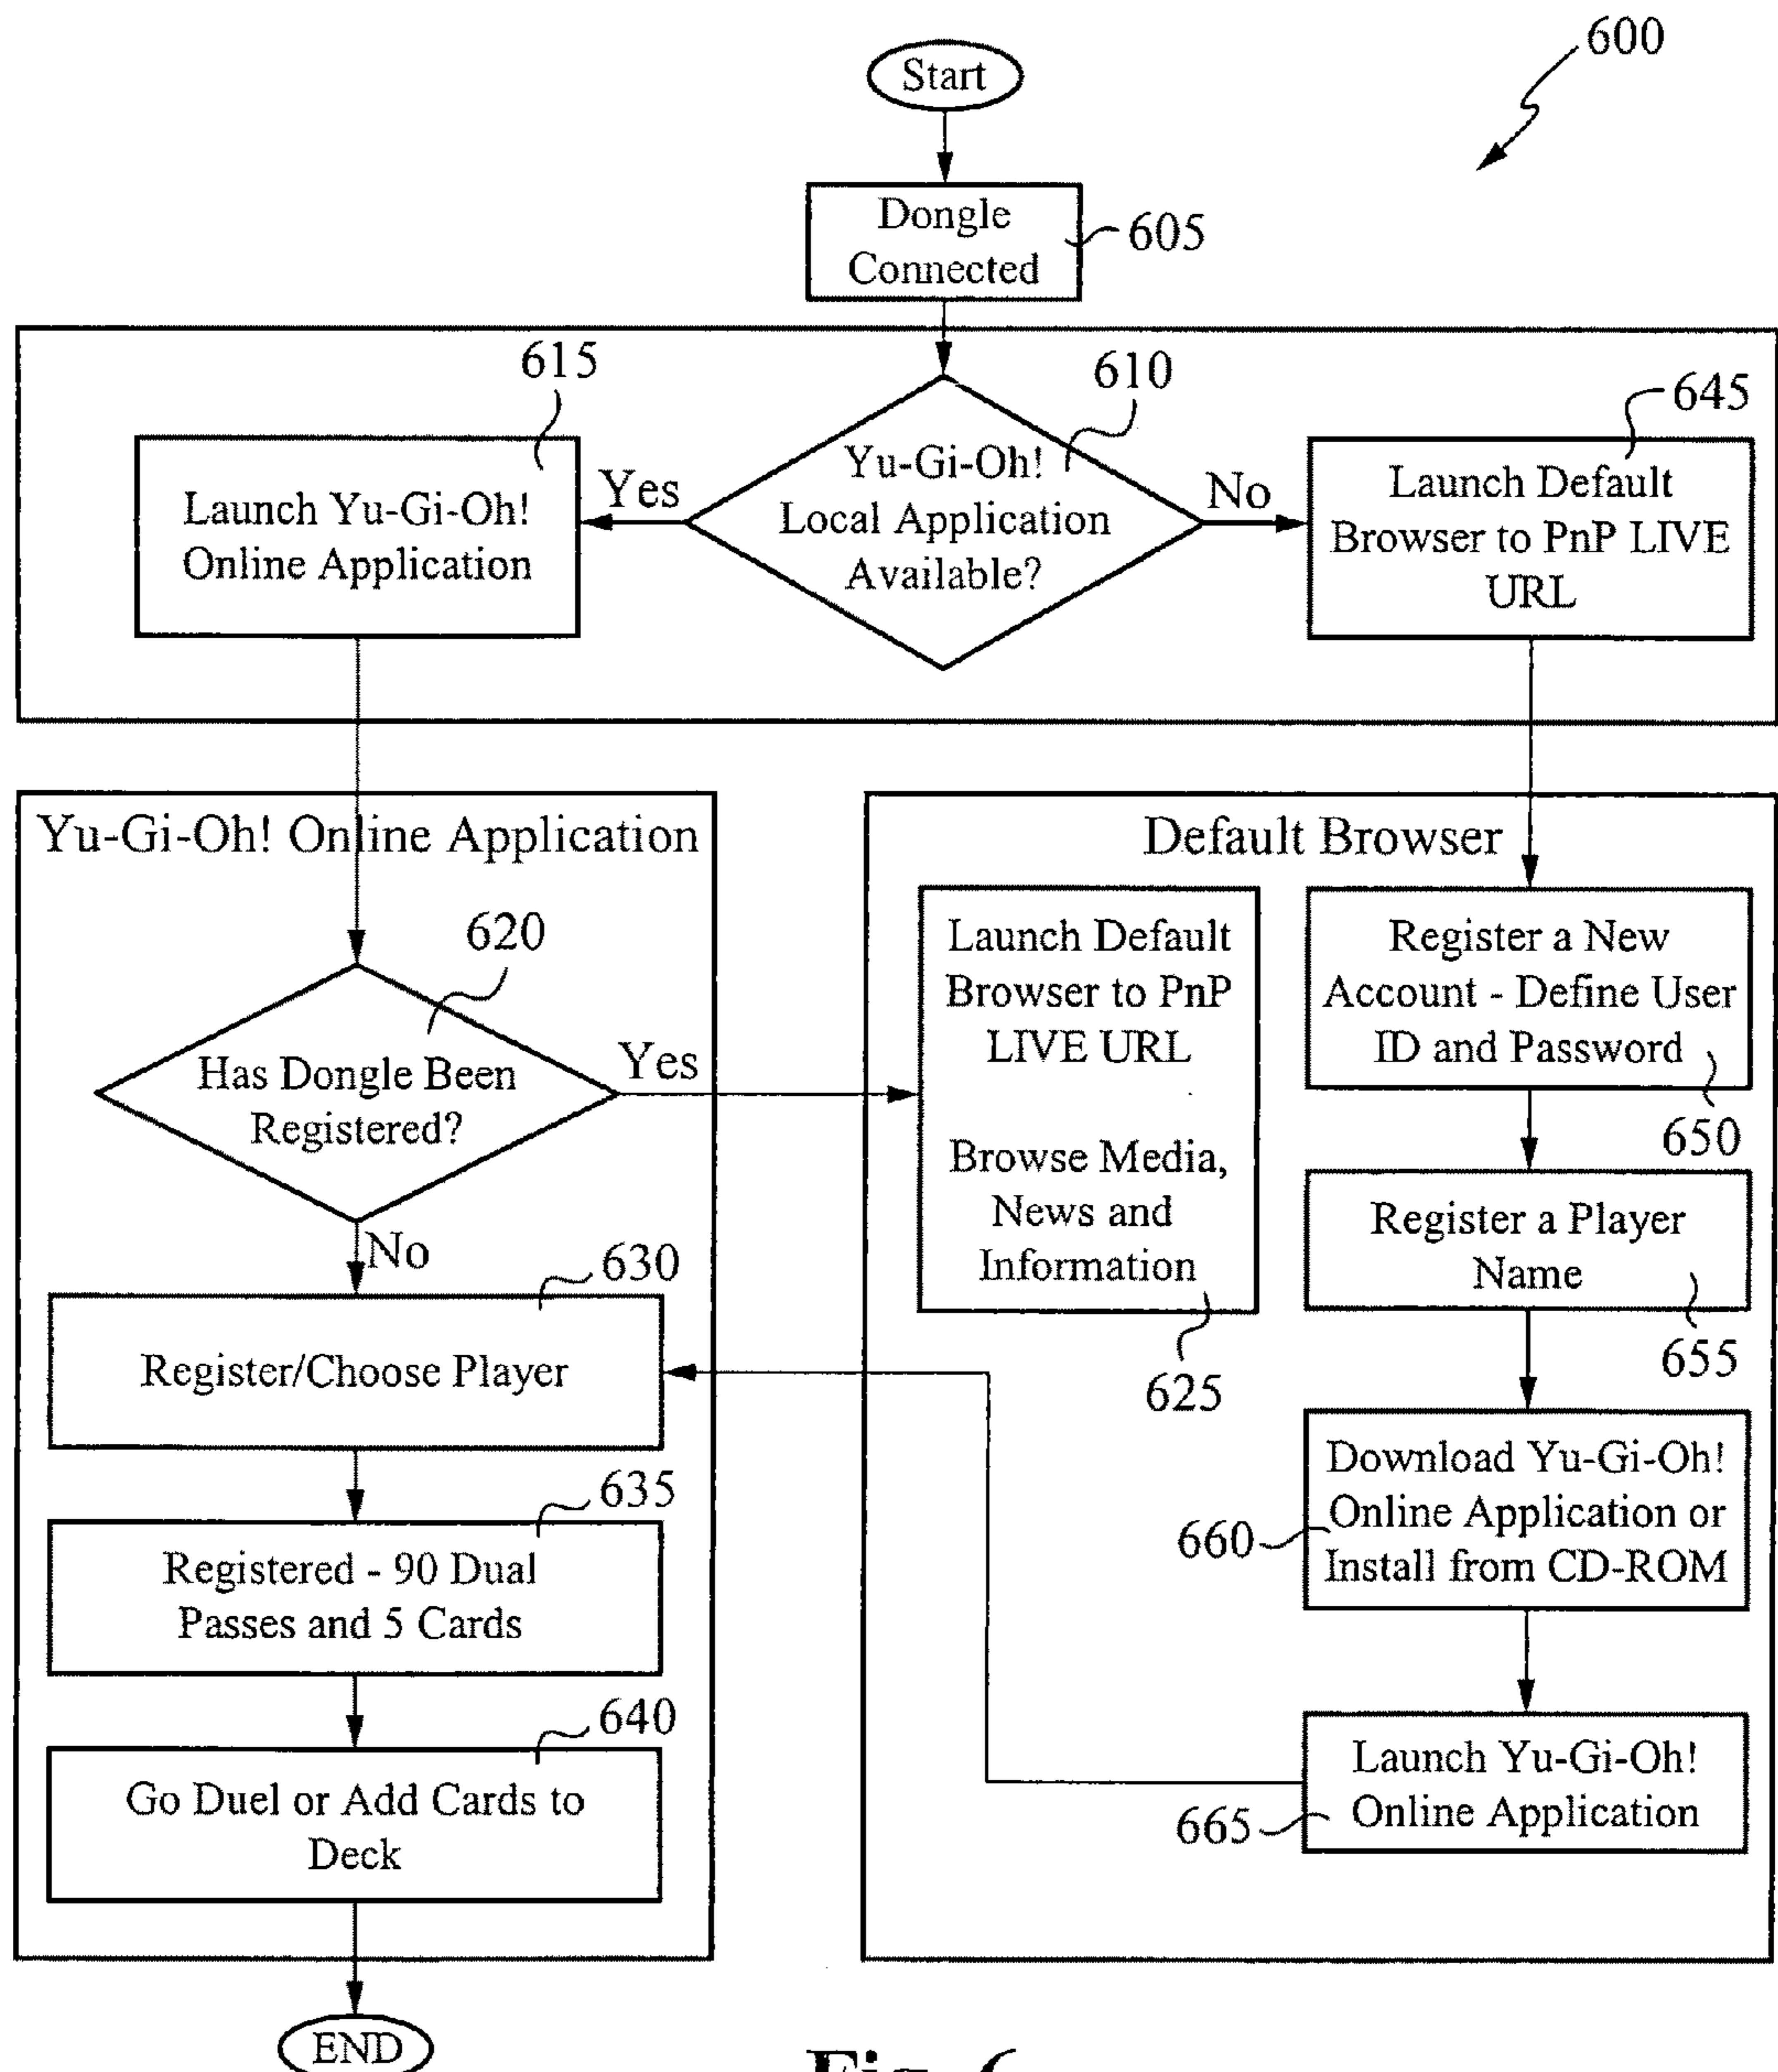 600
Start
Dongle
Connected
605
615
610
645
Yu-Gi-Oh!
Local Application
Available?
Yes
No
Launch Yu-Gi-Oh!
Online Application
Launch Default
Browser to PnP LIVE
URL
Yu-Gi-Oh! Online Application
620
Has Dongle Been
Registered?
Yes
No
630
Register/Choose Player
635
Registered - 90 Dual
Passes and 5 Cards
640
Go Duel or Add Cards to
Deck
END
Default Browser
Launch Default
Browser to PnP
LIVE URL
Browse Media,
News and
Information
625
Register a New
Account - Define User
ID and Password
650
Register a Player
Name
655
Download Yu-Gi-Oh!
Online Application or
Install from CD-ROM
660
Launch Yu-Gi-Oh!
Online Application
665
Fig. 6